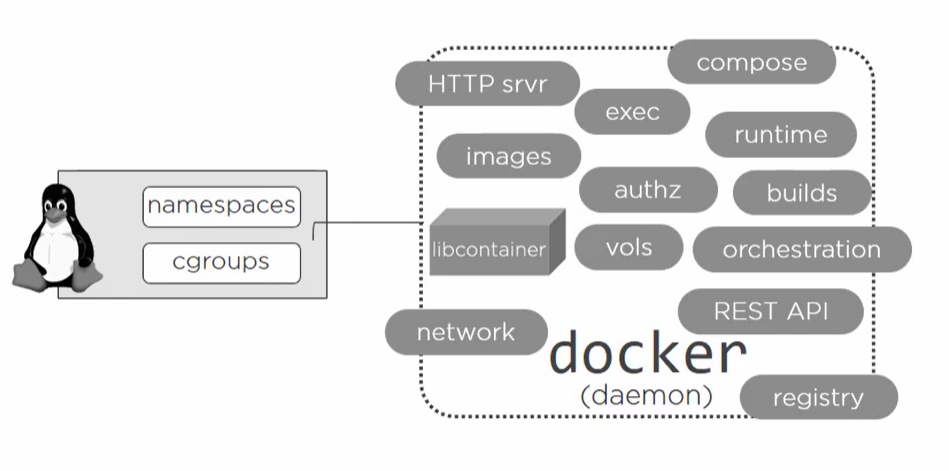 compose
HTTP srvr
exec
runtime
images
authz
builds
namespaces
vols
orchestration
libcontainer
cgroups
REST API
network
docker
(daemon)
registry